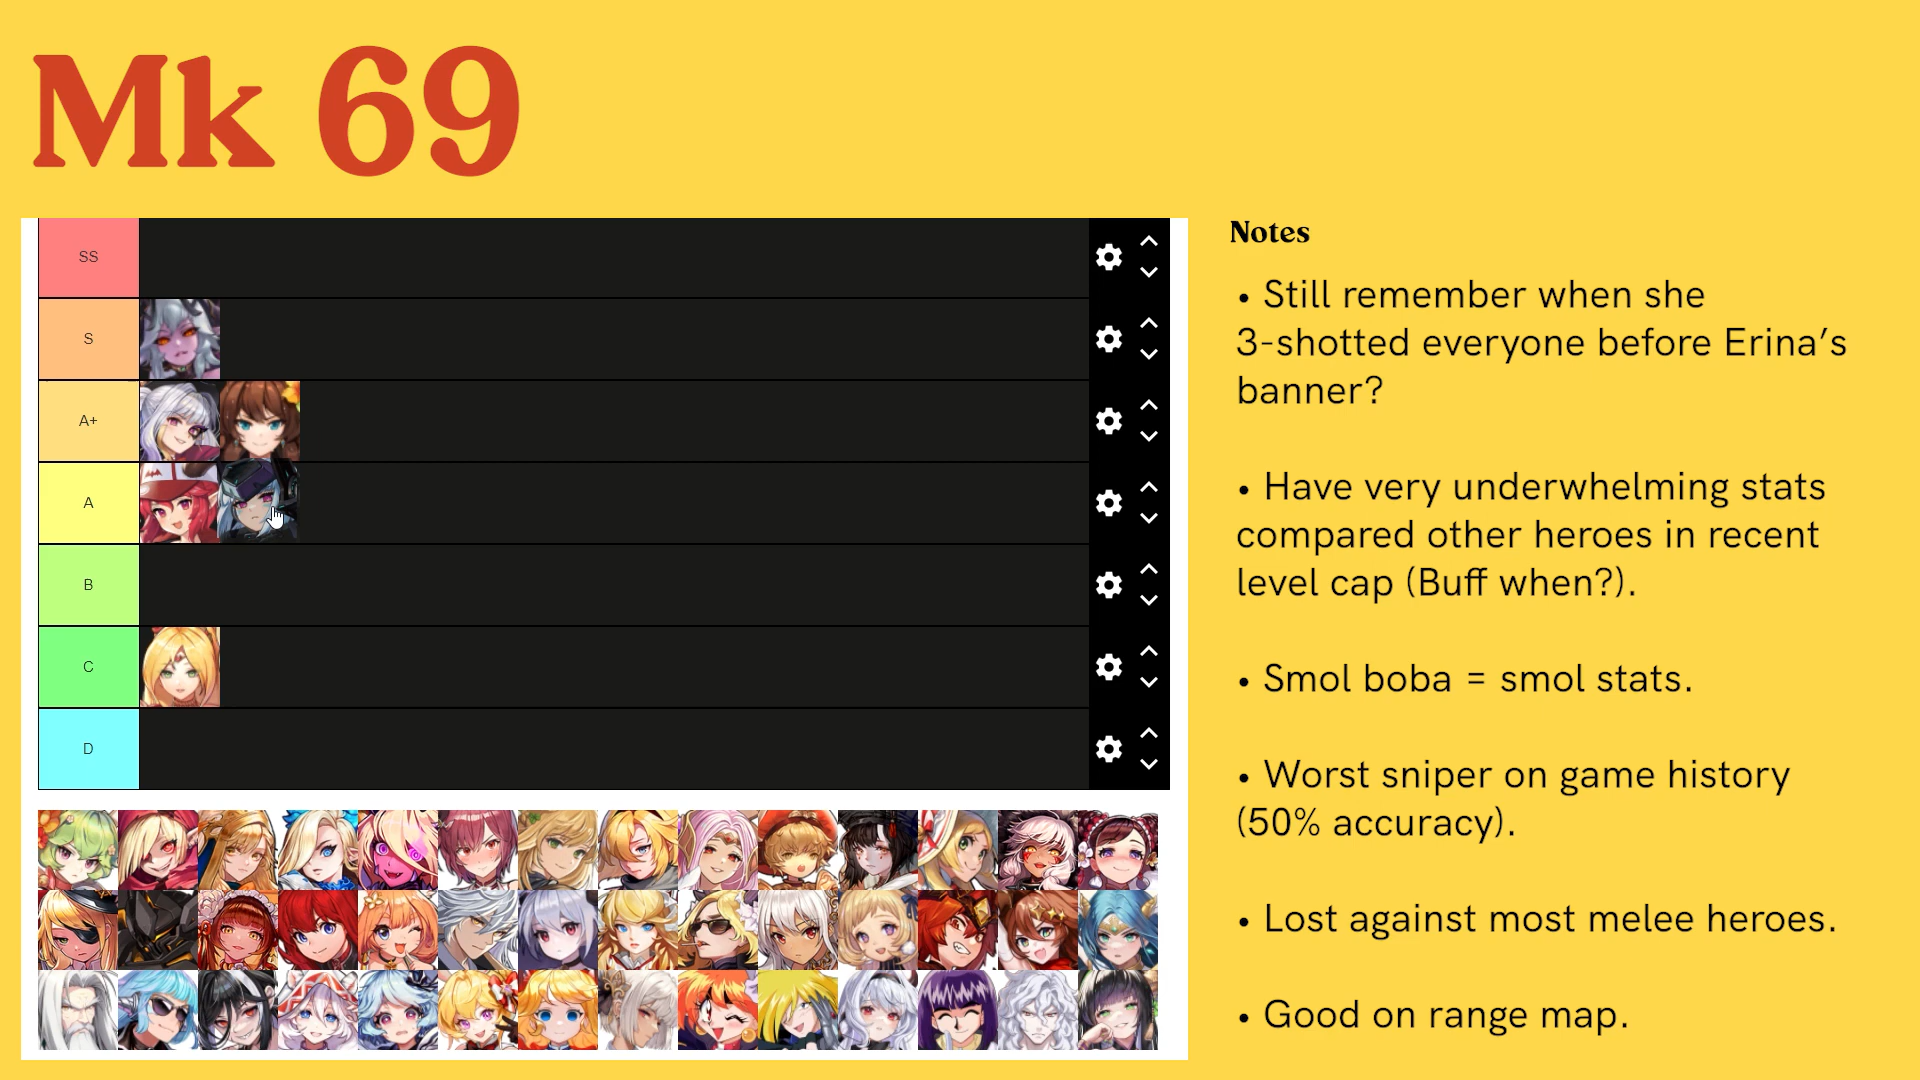 Mk 69
SS
S
A+
A
B
C
D
Notes
• Still remember when she
3-shotted everyone before Erina’s
banner?
• Have very underwhelming stats
compared other heroes in recent
level cap (Buff when?).
• Smol boba = smol stats.
• Worst sniper on game history
(50% accuracy).
• Lost against most melee heroes.
• Good on range map.